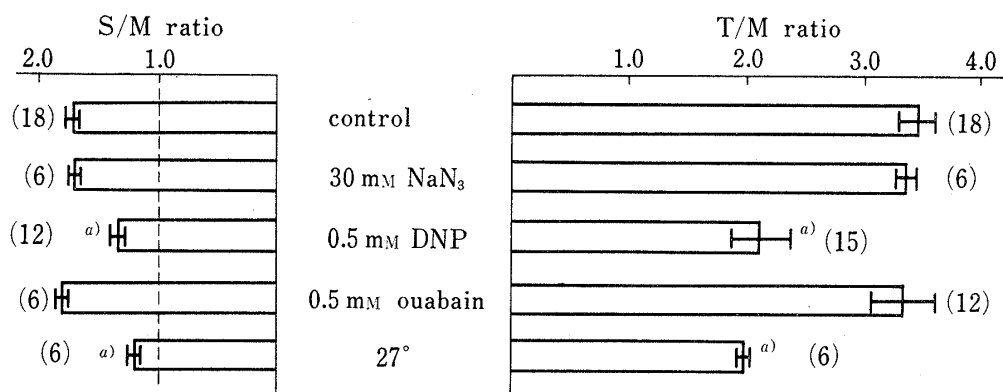 S/M ratio T/M ratio
2.0 1.0 1.0 2.0 3.0 4.0
(18) control (18)
(6) 30 mM NaN₃ (6)
(12) a) 0.5 mM DNP a) (15)
(6) 0.5 mM ouabain (12)
(6) a) 27° a) (6)